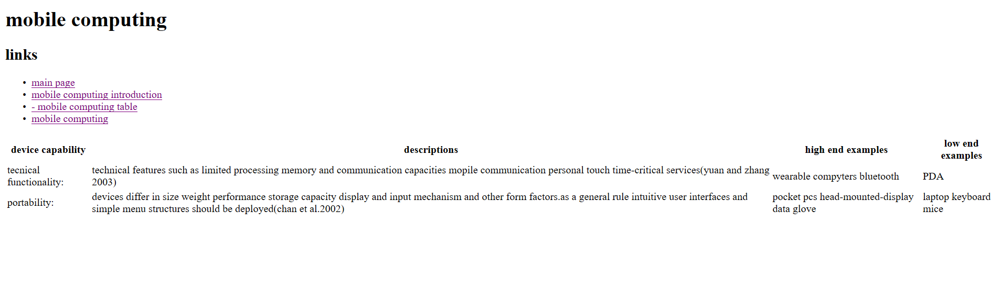 mobile computing
links
• main page
• mobile computing introduction
• - mobile computing table
• mobile computing
device capability descriptions high end examples low end examples
tecnical functionality: technical features such as limited processing memory and communication capacities mopile communication personal touch time-critical services(yuan and zhang 2003) wearable compyters bluetooth PDA
portability: devices differ in size weight performance storage capacity display and input mechanism and other form factors.as a general rule intuitive user interfaces and simple menu structures should be deployed(chan et al.2002) pocket pcs head-mounted-display data glove laptop keyboard mice